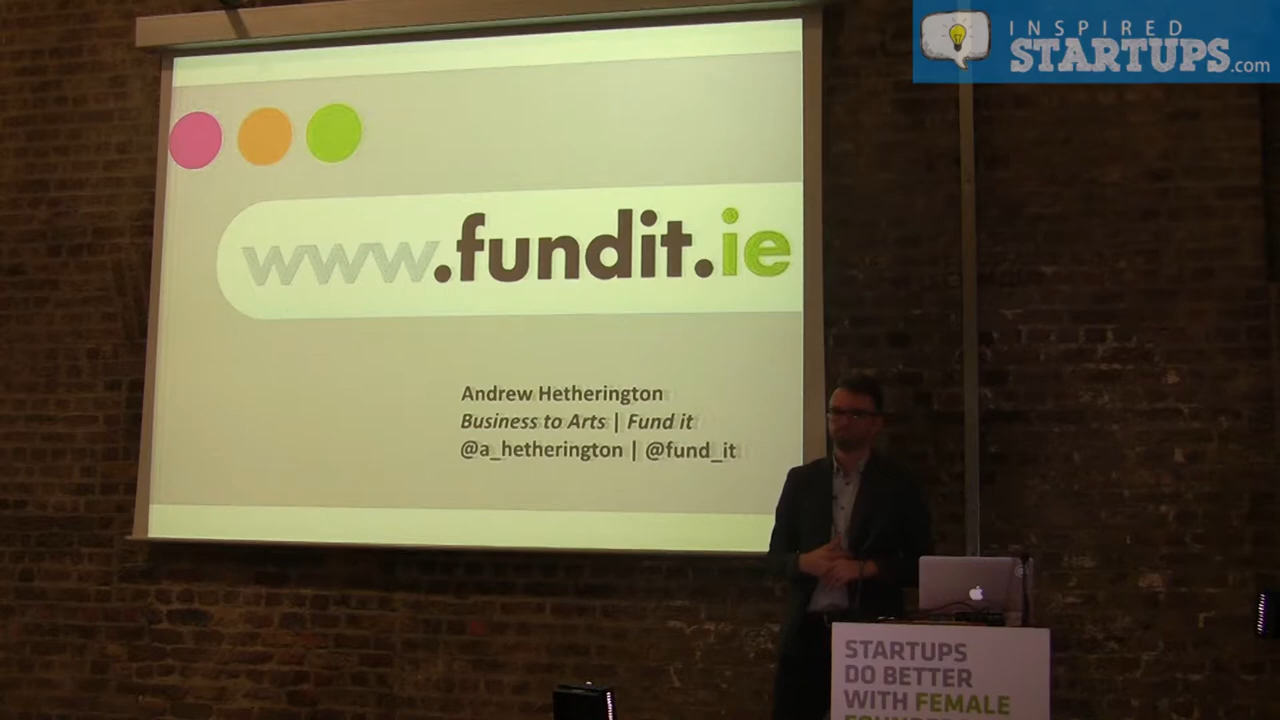 INSPIRED
STARTUPS.com
www.fundit.ie
Andrew Hetherington
Business to Arts | Fund it
@a_hetherington | @fund_it
STARTUPS
DO BETTER
WITH FEMALE